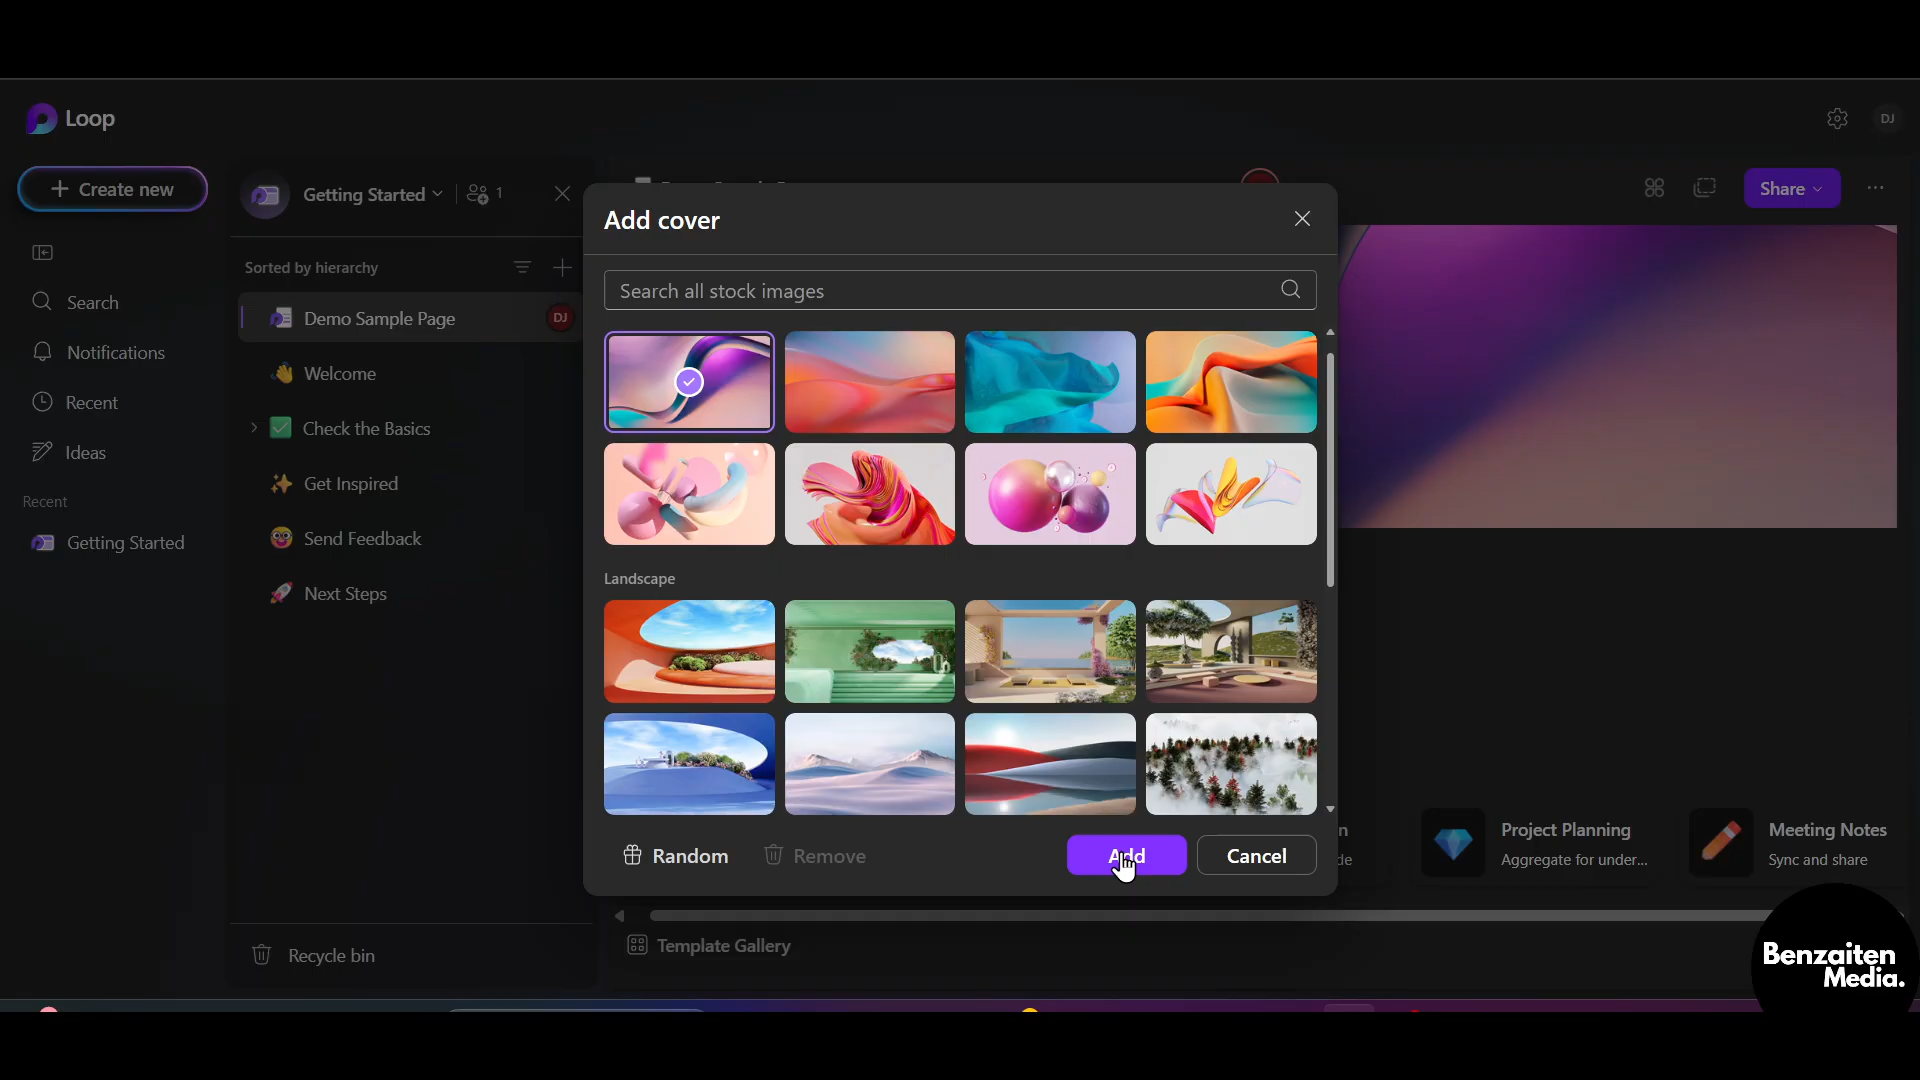 Loop
DJ
Create new
Getting Started
1
Share
Add cover
Sorted by hierarchy
Search all stock images
Search
Demo Sample Page
DJ
Notifications
Welcome
Recent
Check the Basics
Ideas
Get Inspired
Recent
Send Feedback
Getting Started
Next Steps
Landscape
Random
Remove
Add
Cancel
Project Planning
Aggregate for under...
Meeting Notes
Sync and share
Template Gallery
Recycle bin
Benzaiten
Media.